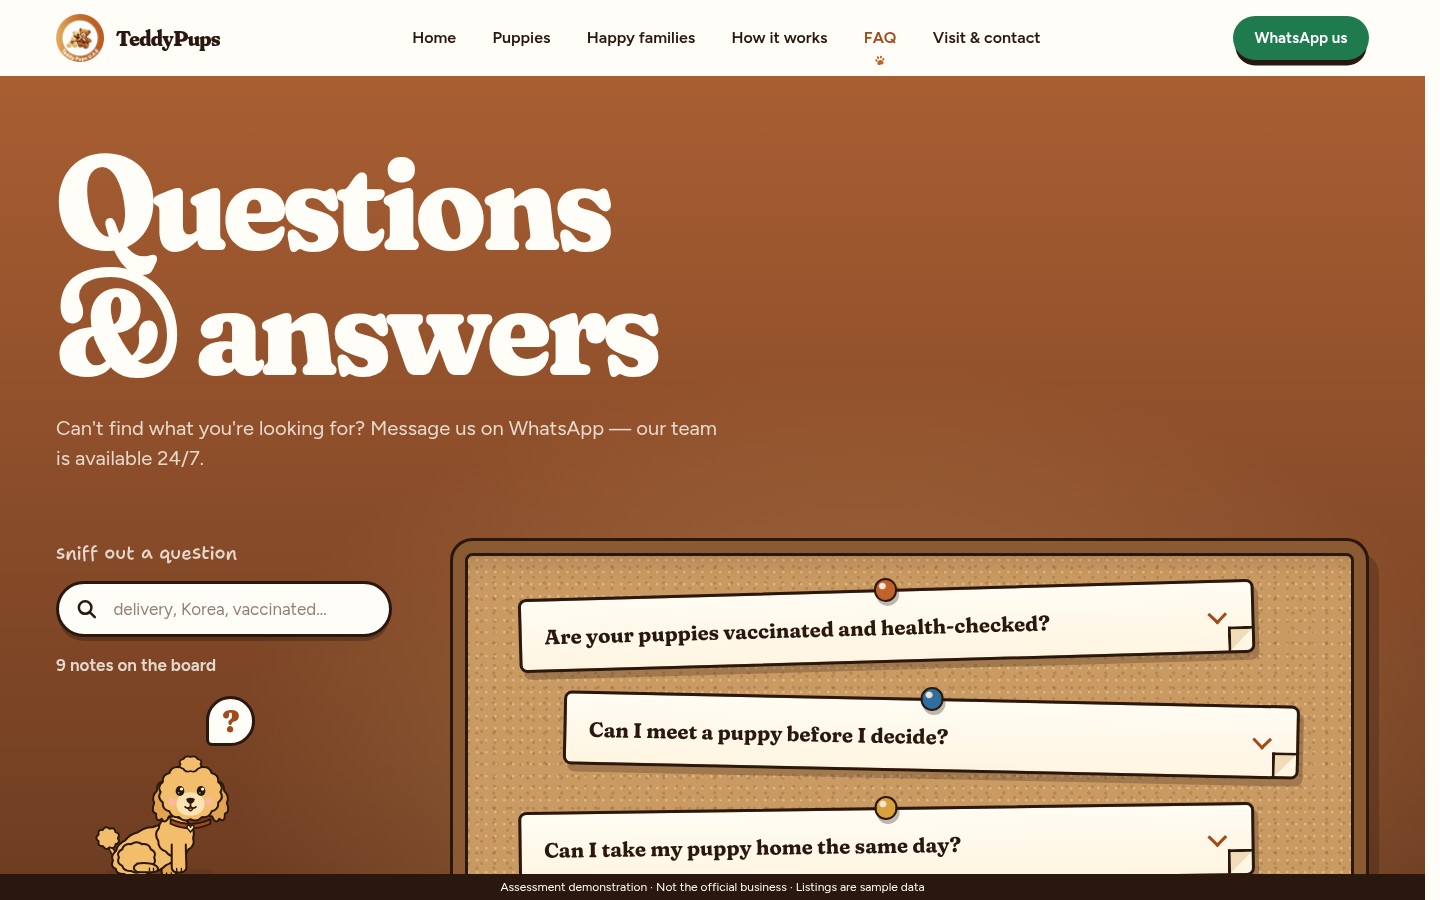 TeddyPups
Home
Puppies
Happy families
How it works
FAQ
Visit & contact
WhatsApp us
Questions
& answers
Can't find what you're looking for? Message us on WhatsApp — our team
is available 24/7.
sniff out a question
delivery, Korea, vaccinated...
9 notes on the board
?
Are your puppies vaccinated and health-checked?
Can I meet a puppy before I decide?
Can I take my puppy home the same day?
Assessment demonstration · Not the official business · Listings are sample data